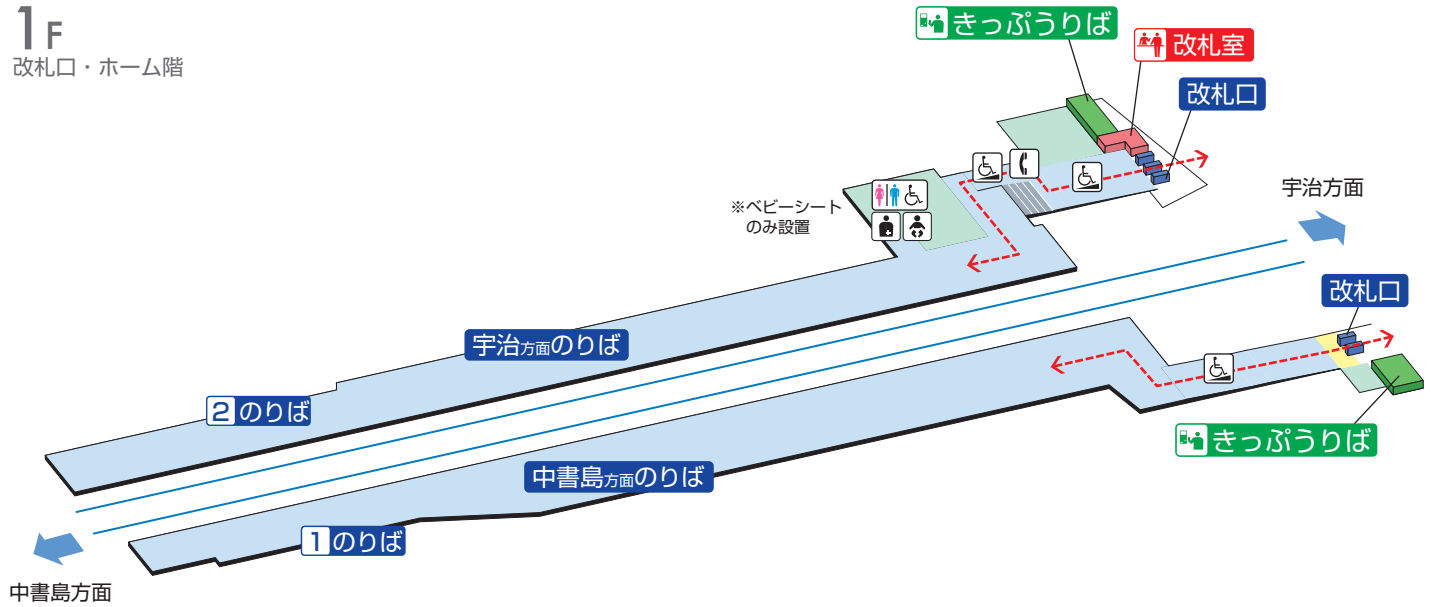 1F
改札口・ホーム階
きっぷうりば
改札室
改札口
※ベビーシート
のみ設置
宇治方面
改札口
宇治方面のりば
2のりば
きっぷうりば
中書島方面のりば
1のりば
中書島方面